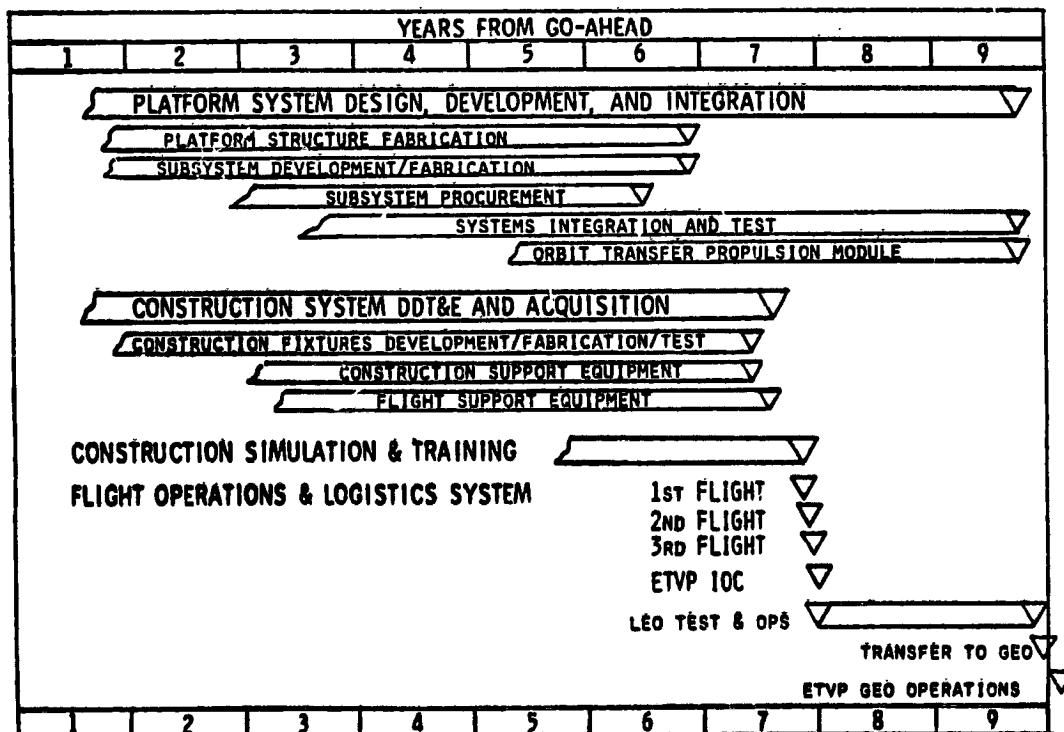 YEARS FROM GO-AHEAD
1 2 3 4 5 6 7 8 9
PLATFORM SYSTEM DESIGN, DEVELOPMENT, AND INTEGRATION
PLATFORM STRUCTURE FABRICATION
SUBSYSTEM DEVELOPMENT/FABRICATION
SUBSYSTEM PROCUREMENT
SYSTEMS INTEGRATION AND TEST
ORBIT TRANSFER PROPULSION MODULE
CONSTRUCTION SYSTEM DDT&E AND ACQUISITION
CONSTRUCTION FIXTURES DEVELOPMENT/FABRICATION/TEST
CONSTRUCTION SUPPORT EQUIPMENT
FLIGHT SUPPORT EQUIPMENT
CONSTRUCTION SIMULATION & TRAINING
FLIGHT OPERATIONS & LOGISTICS SYSTEM
1ST FLIGHT
2ND FLIGHT
3RD FLIGHT
ETVP IOC
LEO TEST & OPS
TRANSFER TO GEO
ETVP GEO OPERATIONS
1 2 3 4 5 6 7 8 9